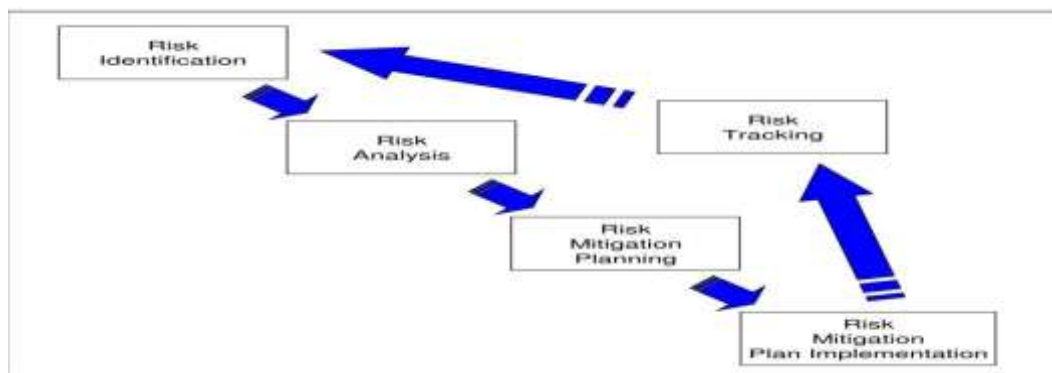 Risk
Identification
Risk
Analysis
Risk
Mitigation
Planning
Risk
Mitigation
Plan Implementation
Risk
Tracking